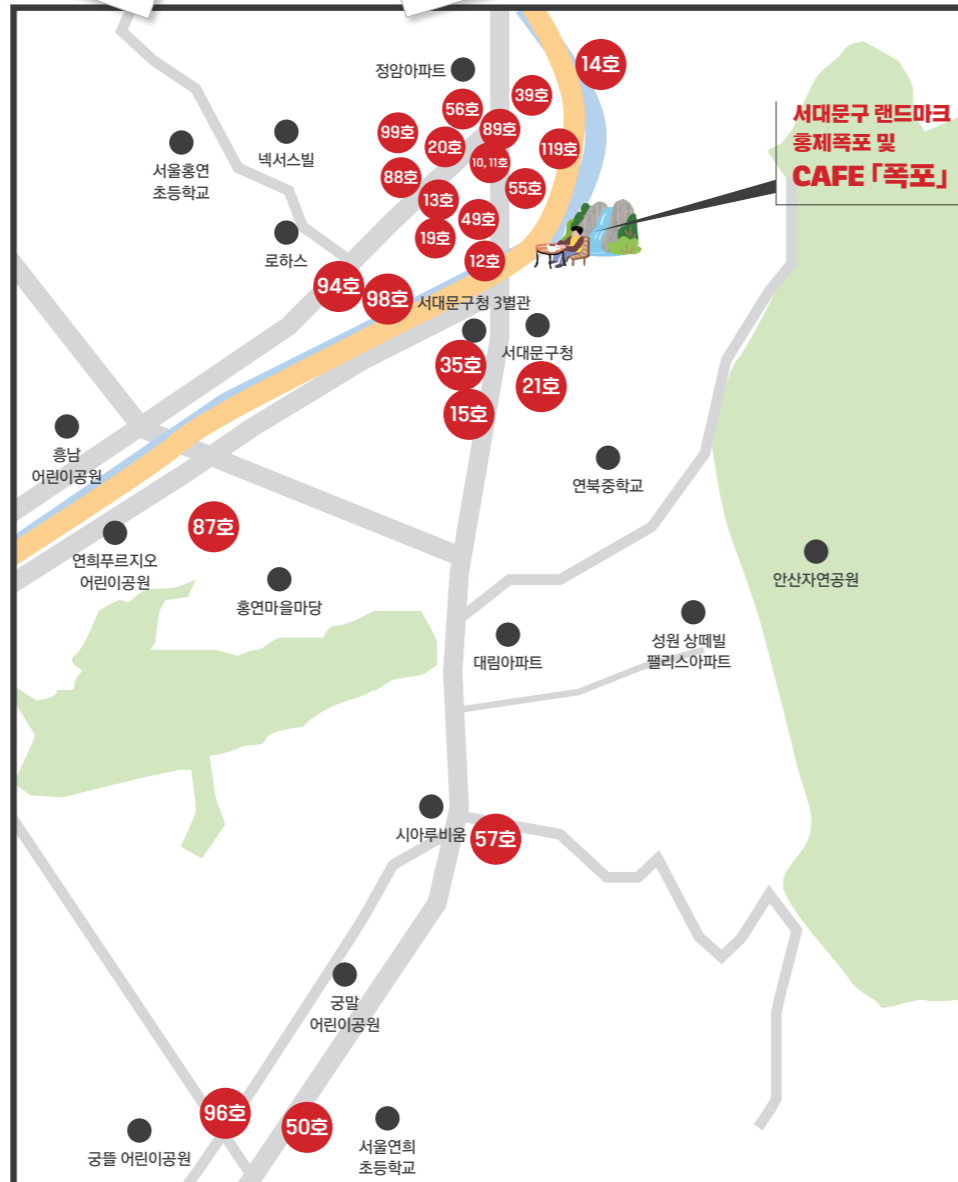 정암아파트
14호
39호
56호
89호
99호
20호
119호
10, 11호
88호
55호
13호
49호
19호
12호
서대문구 랜드마크
홍제폭포 및
CAFE 「폭포」
넥서스빌
서울홍연
초등학교
로하스
94호
98호
서대문구청 3별관
서대문구청
35호
21호
15호
홍남
어린이공원
연북중학교
87호
연희푸르지오
어린이공원
홍연마을마당
안산자연공원
대림아파트
성원 상떼빌
팰리스아파트
시아루비움
57호
궁말
어린이공원
96호
50호
궁뜰 어린이공원
서울연희
초등학교